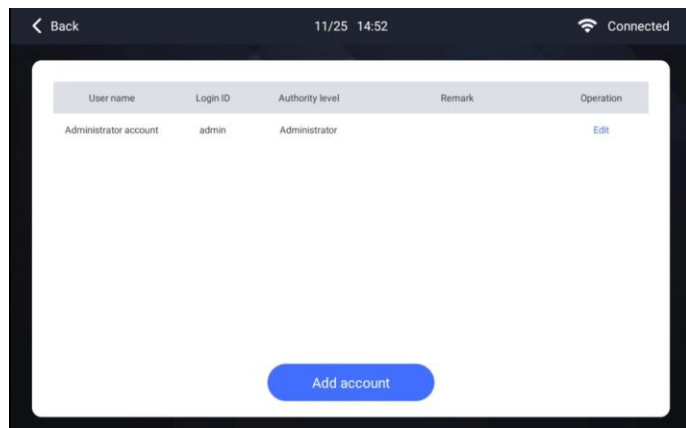 Back 11/25 14:52 Connected
User name Login ID Authority level Remark Operation
Administrator account admin Administrator Edit
Add account